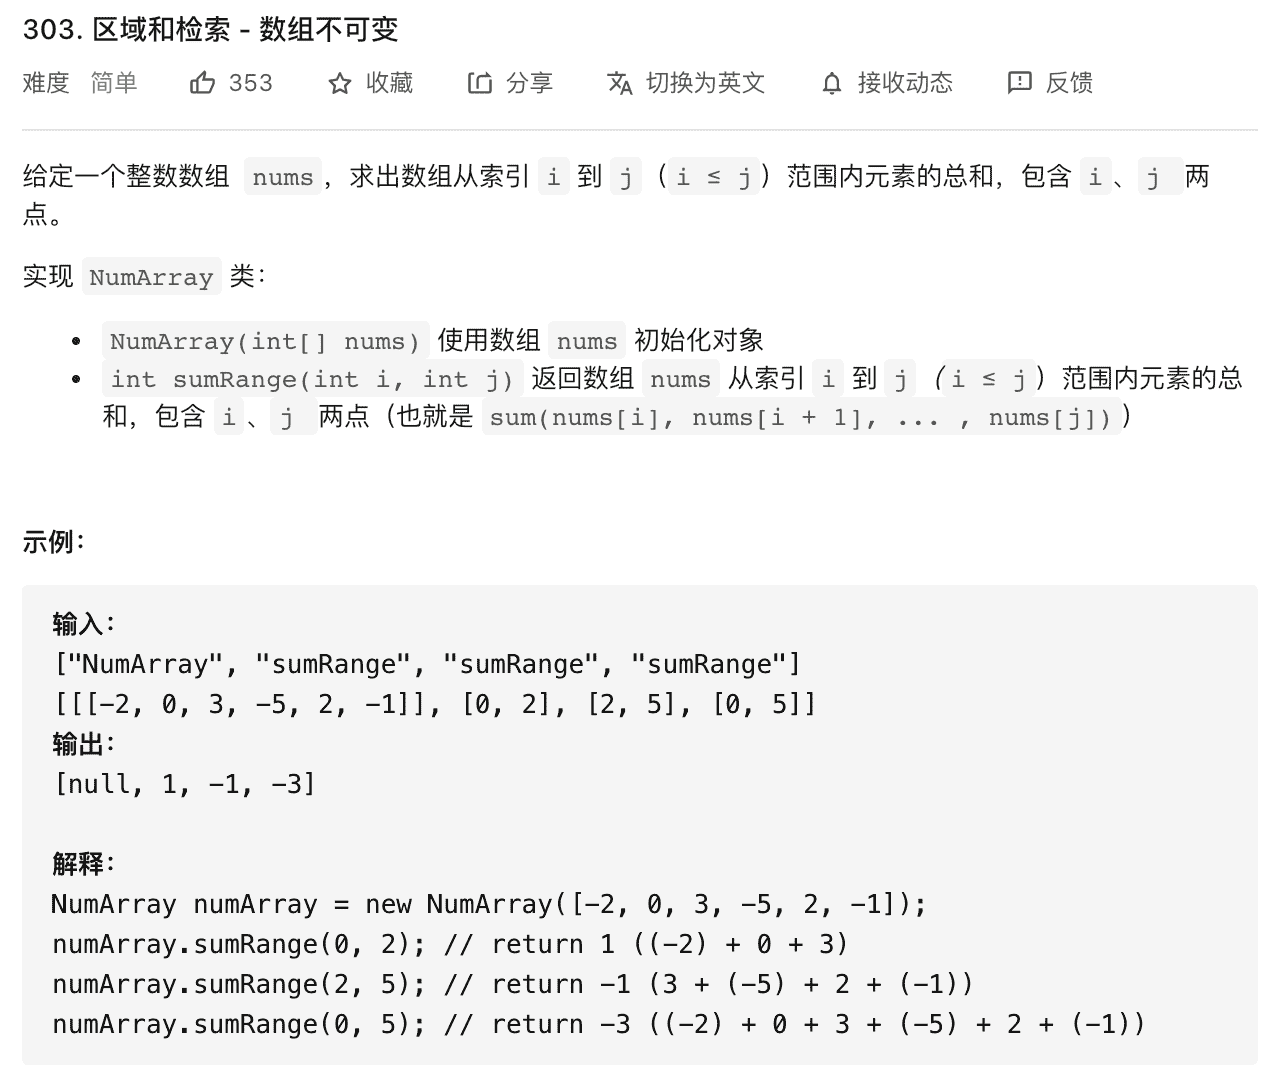 303. 区域和检索 - 数组不可变
难度 简单 353 收藏 分享 切换为英文 接收动态 反馈
给定一个整数数组 nums，求出数组从索引 i 到 j（i ≤ j）范围内元素的总和，包含 i、j 两
点。
实现 NumArray 类：
• NumArray(int[] nums) 使用数组 nums 初始化对象
• int sumRange(int i, int j) 返回数组 nums 从索引 i 到 j（i ≤ j）范围内元素的总
和，包含 i、j 两点（也就是 sum(nums[i], nums[i + 1], ... , nums[j])）
示例：
输入：
["NumArray", "sumRange", "sumRange", "sumRange"]
[[[-2, 0, 3, -5, 2, -1]], [0, 2], [2, 5], [0, 5]]
输出：
[null, 1, -1, -3]
解释：
NumArray numArray = new NumArray([-2, 0, 3, -5, 2, -1]);
numArray.sumRange(0, 2); // return 1 ((-2) + 0 + 3)
numArray.sumRange(2, 5); // return -1 (3 + (-5) + 2 + (-1))
numArray.sumRange(0, 5); // return -3 ((-2) + 0 + 3 + (-5) + 2 + (-1))